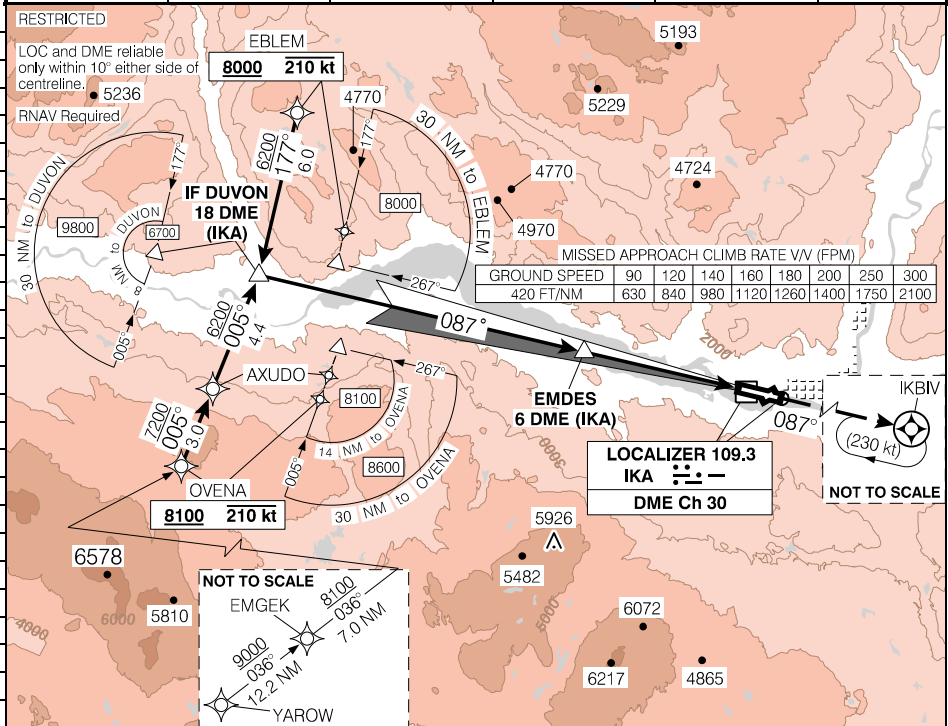 RESTRICTED
LOC and DME reliable
only within 10° either side of
centreline.
RNAV Required
5236
EBLEM
8000 210 kt
4770
5193
5229
4770
4724
4970
6200
177°
6.0
177°
177°
30 NM to EBLEM
8000
30 NM to DUVON
9800
8 NM to DUVON
6700
005°
IF DUVON
18 DME
(IKA)
267°
MISSED APPROACH CLIMB RATE V/V (FPM)
GROUND SPEED 90 120 140 160 180 200 250 300
420 FT/NM 630 840 980 1120 1260 1400 1750 2100
087°
2000
6200
005°
4.4
AXUDO
267°
8100
14 NM to OVENA
8600
30 NM to OVENA
005°
7200
005°
3.0
EMDES
6 DME (IKA)
3000
087°
IKBIV
(230 kt)
NOT TO SCALE
LOCALIZER 109.3
IKA
DME Ch 30
OVENA
8100 210 kt
6578
5810
6000
4000
5926
5482
5000
6072
6217
4865
NOT TO SCALE
EMGEK
8100
036°
7.0 NM
9000
036°
12.2 NM
YAROW